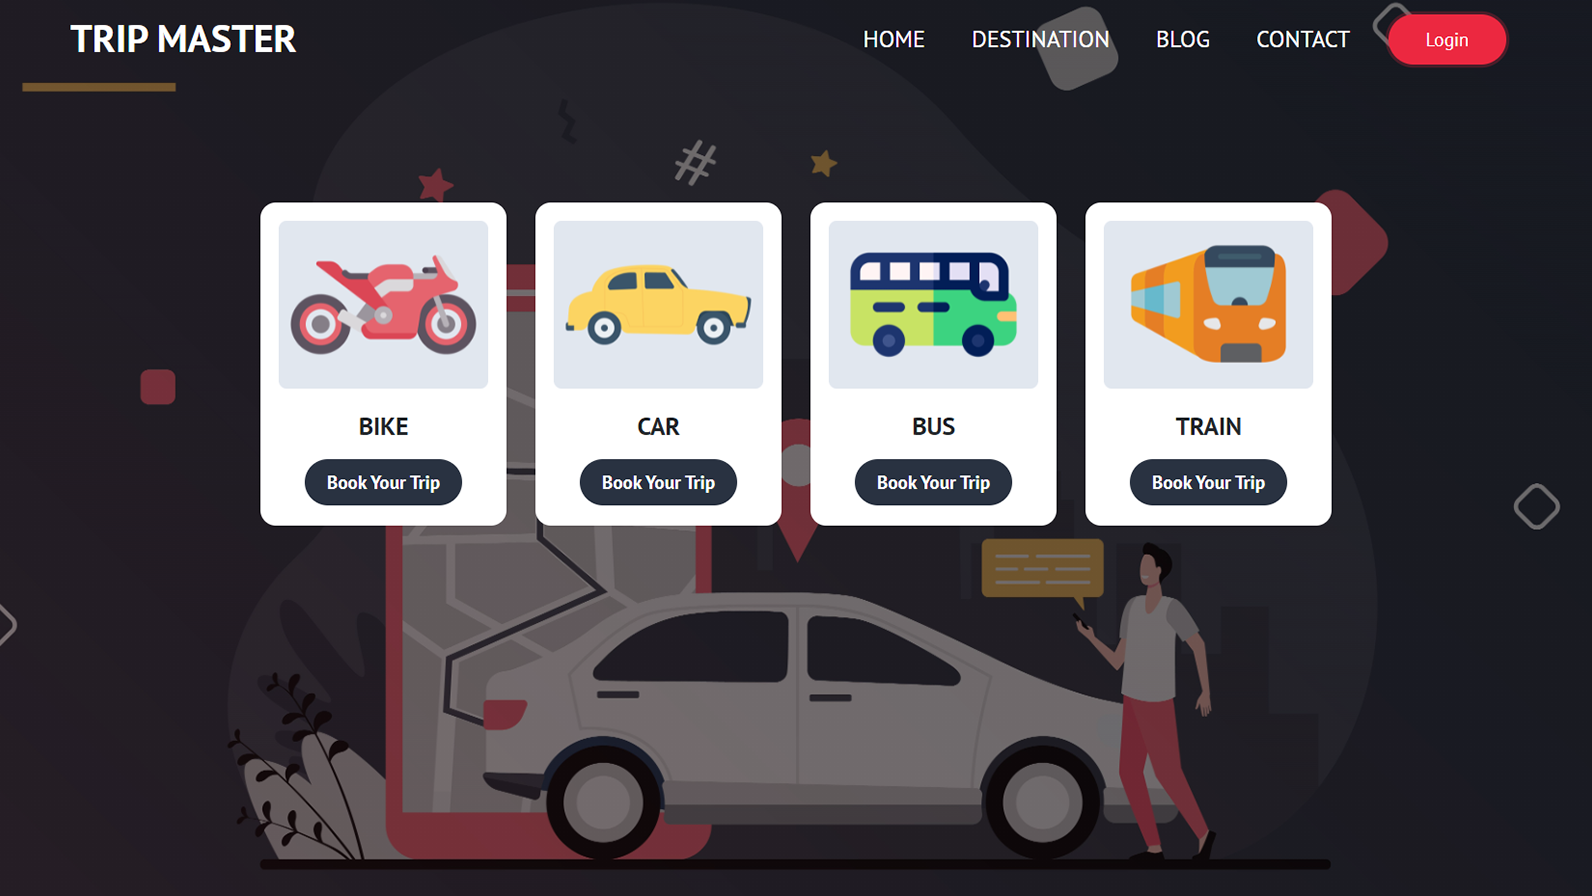 TRIP MASTER
HOME DESTINATION BLOG CONTACT Login
BIKE CAR BUS TRAIN
Book Your Trip Book Your Trip Book Your Trip Book Your Trip